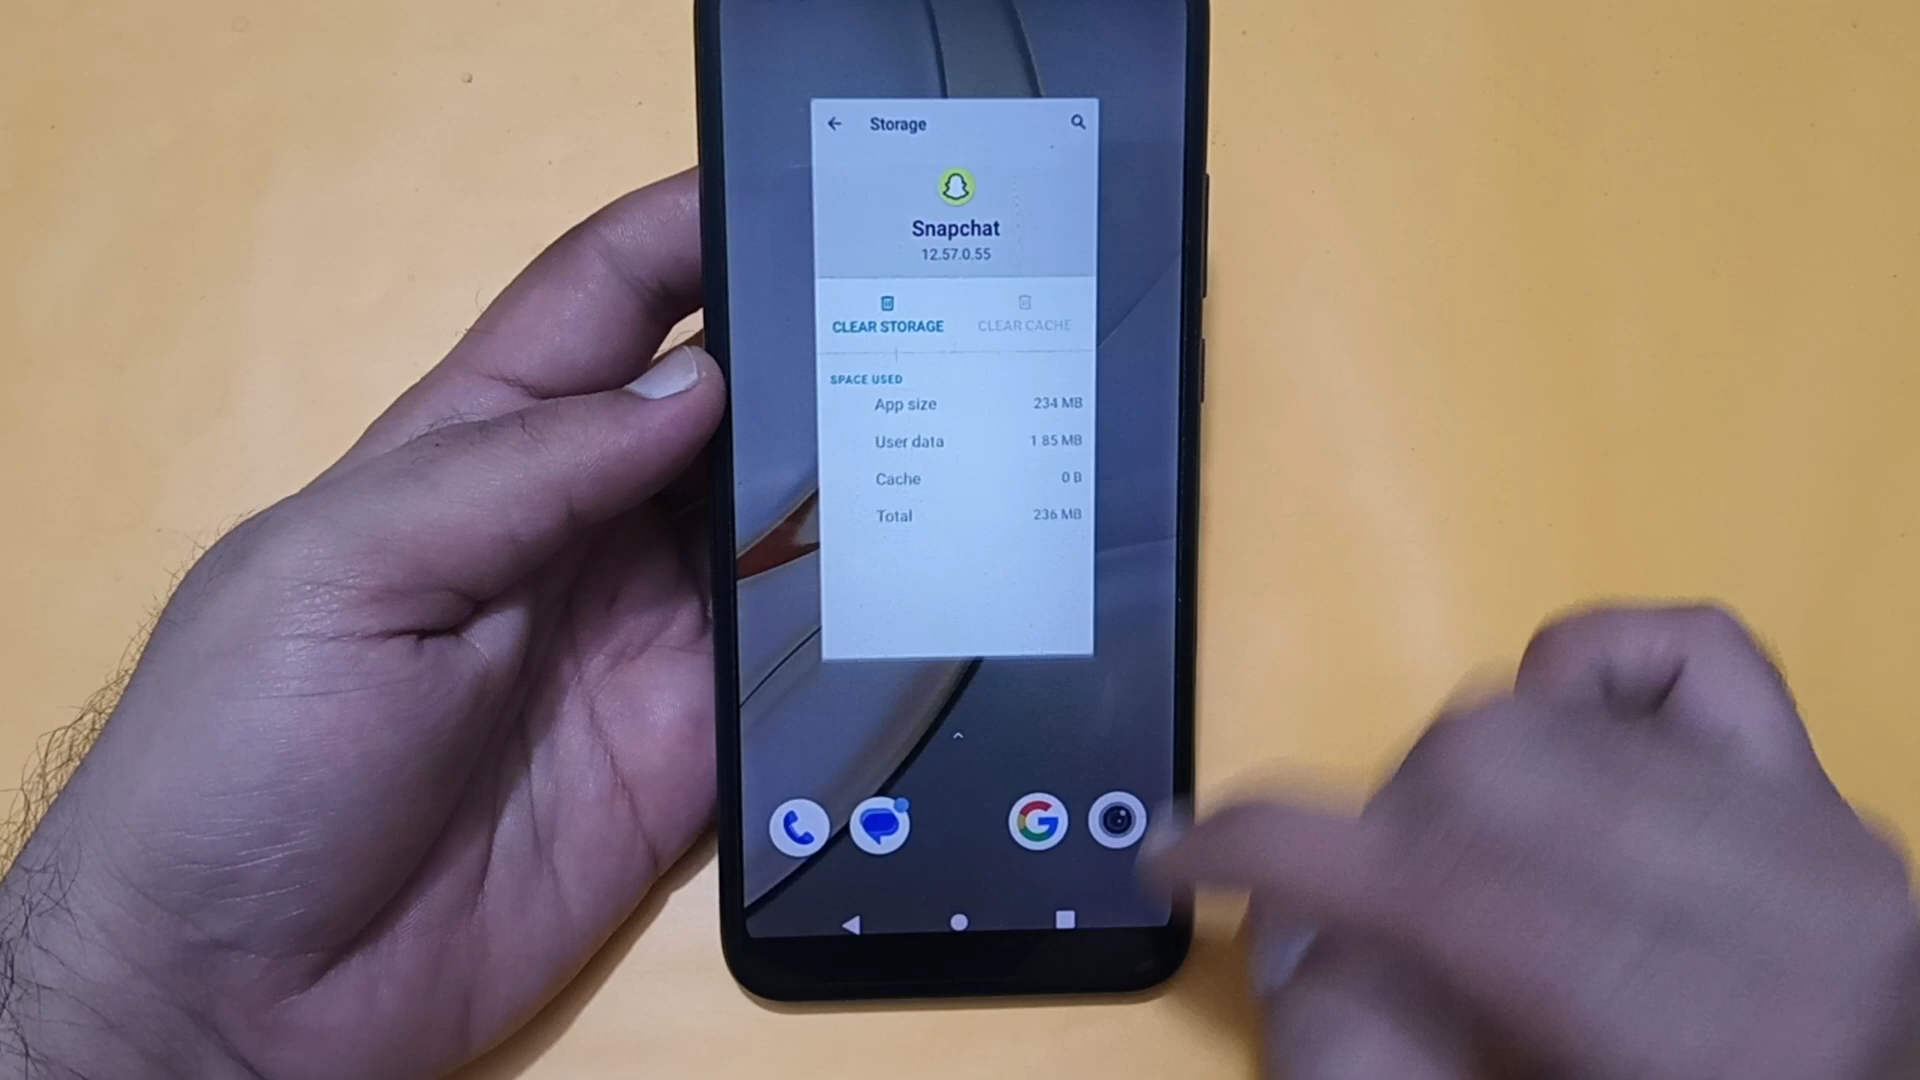 Storage
Snapchat
12.57.0.55
CLEAR STORAGE CLEAR CACHE
SPACE USED
App size 234 MB
User data 1.85 MB
Cache 0 B
Total 236 MB